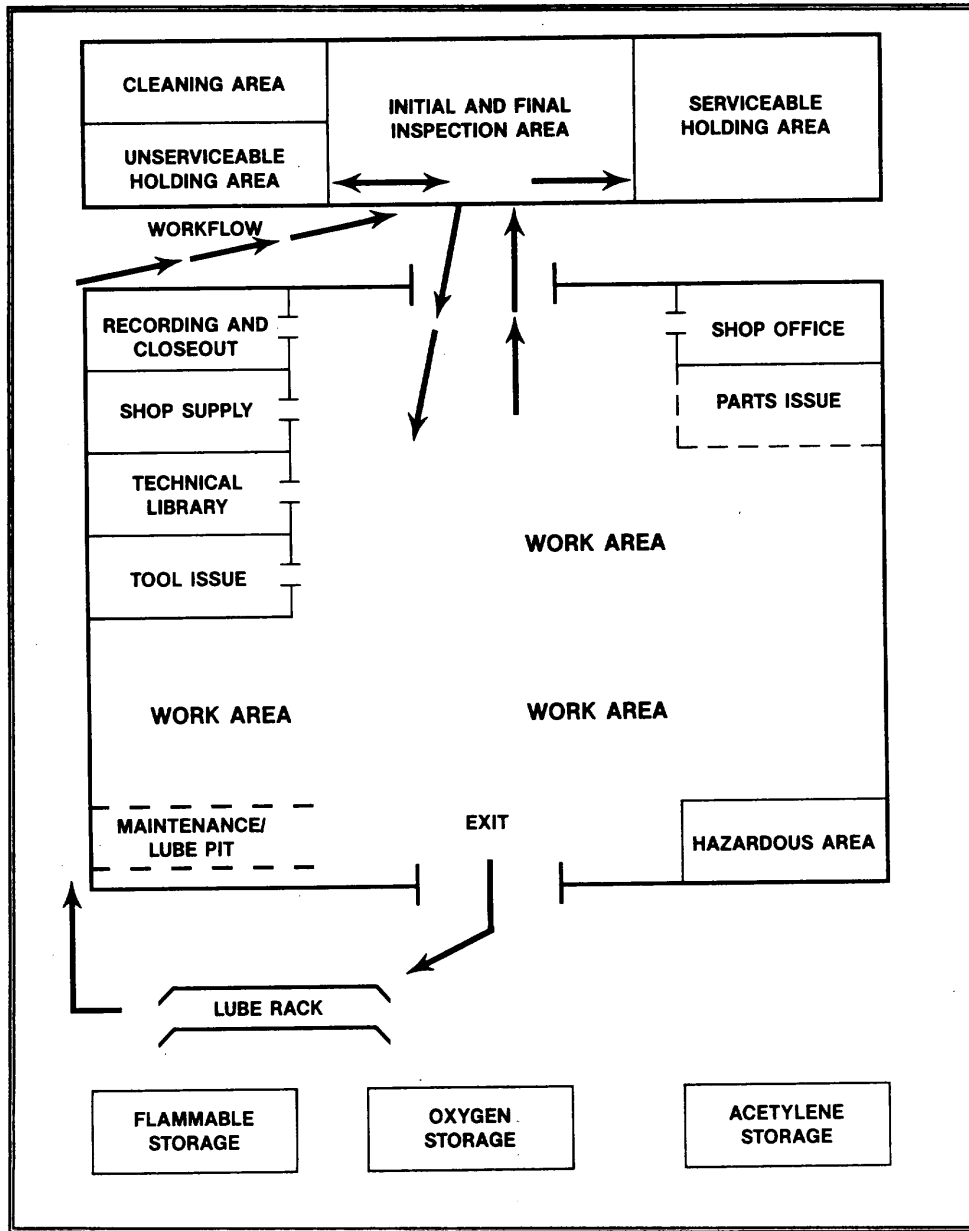 CLEANING AREA
UNSERVICEABLE
HOLDING AREA
INITIAL AND FINAL
INSPECTION AREA
SERVICEABLE
HOLDING AREA
WORKFLOW
RECORDING AND
CLOSEOUT
SHOP SUPPLY
TECHNICAL
LIBRARY
TOOL ISSUE
SHOP OFFICE
PARTS ISSUE
WORK AREA
WORK AREA
WORK AREA
MAINTENANCE/
LUBE PIT
EXIT
HAZARDOUS AREA
LUBE RACK
FLAMMABLE
STORAGE
OXYGEN
STORAGE
ACETYLENE
STORAGE